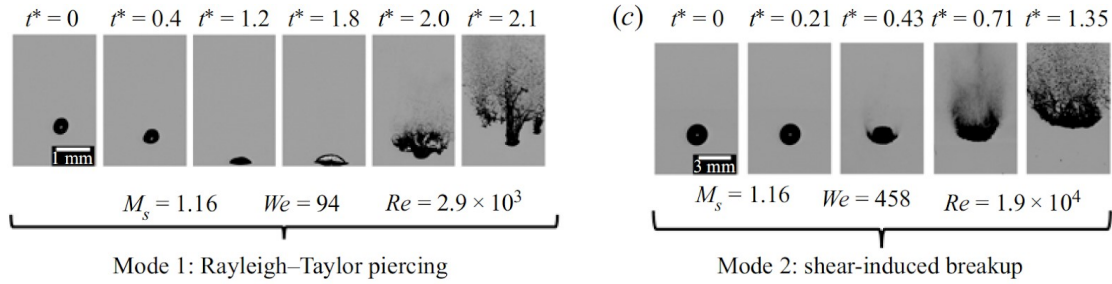 t* = 0 t* = 0.4 t* = 1.2 t* = 1.8 t* = 2.0 t* = 2.1
1 mm
Mₛ = 1.16 We = 94 Re = 2.9 × 10³
Mode 1: Rayleigh–Taylor piercing
(c) t* = 0 t* = 0.21 t* = 0.43 t* = 0.71 t* = 1.35
3 mm
Mₛ = 1.16 We = 458 Re = 1.9 × 10⁴
Mode 2: shear-induced breakup